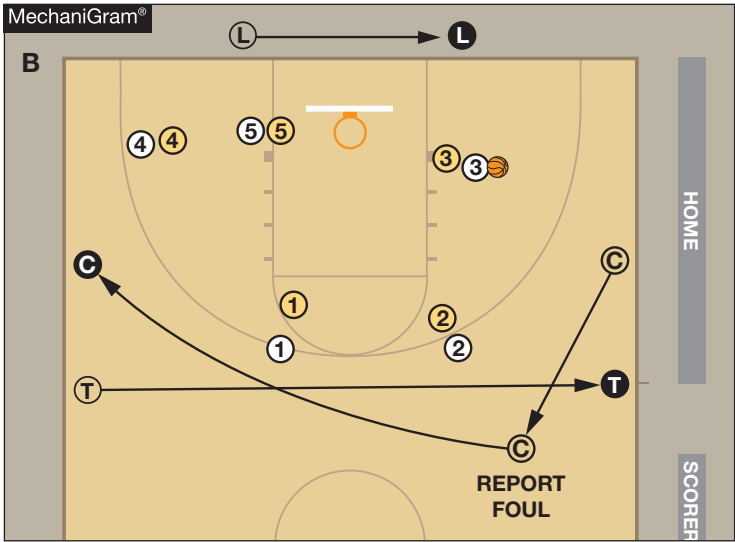 MechaniGram®
L L
B
4 4 5 5
3 3
HOME
C C
1 2
1 2
T T
C
REPORT
FOUL
SCORER